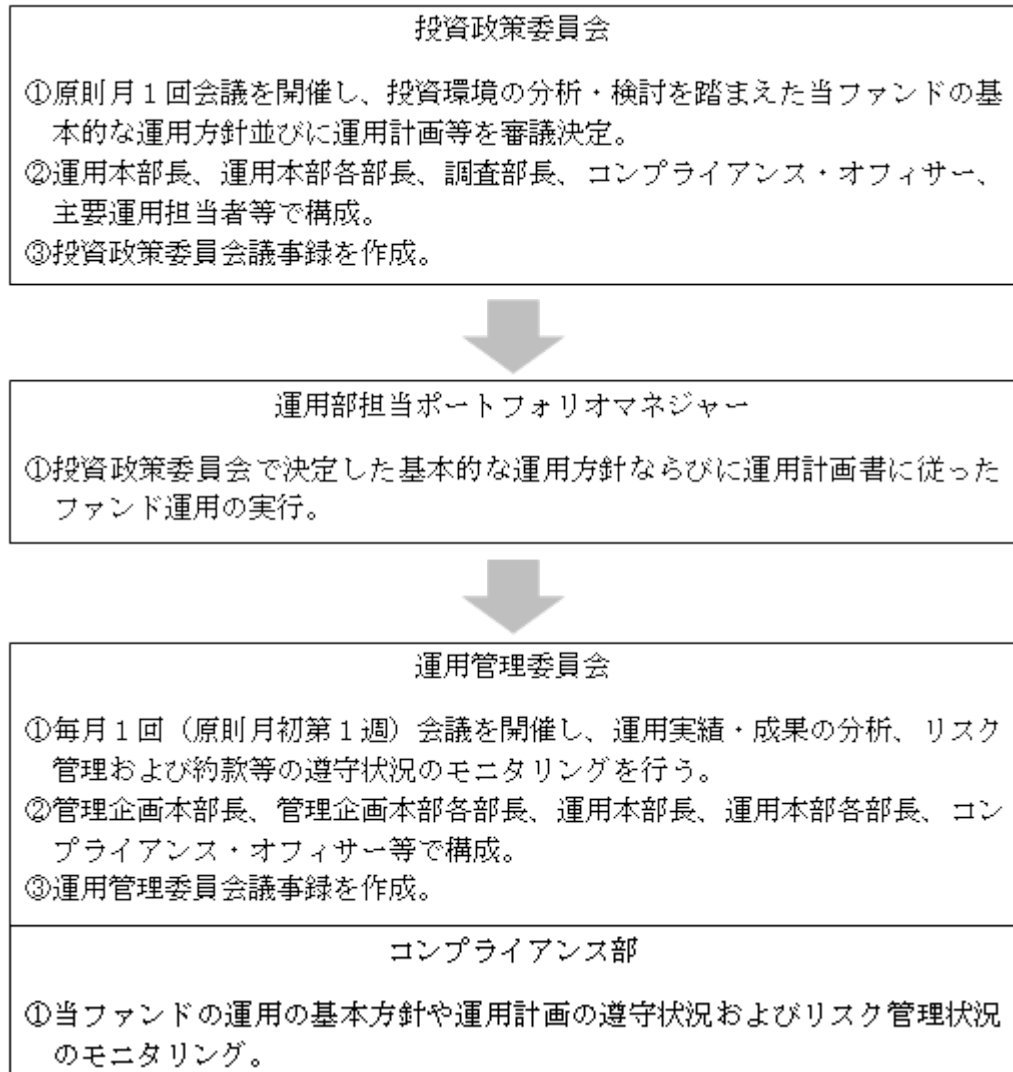 投資政策委員会
①原則月１回会議を開催し、投資環境の分析・検討を踏まえた当ファンドの基
本的な運用方針並びに運用計画等を審議決定。
②運用本部長、運用本部各部長、調査部長、コンプライアンス・オフィサー、
主要運用担当者等で構成。
③投資政策委員会議事録を作成。
運用部担当ポートフォリオマネジャー
①投資政策委員会で決定した基本的な運用方針ならびに運用計画書に従った
ファンド運用の実行。
運用管理委員会
①毎月１回（原則月初第１週）会議を開催し、運用実績・成果の分析、リスク
管理および約款等の遵守状況のモニタリングを行う。
②管理企画本部長、管理企画本部各部長、運用本部長、運用本部各部長、コン
プライアンス・オフィサー等で構成。
③運用管理委員会議事録を作成。
コンプライアンス部
①当ファンドの運用の基本方針や運用計画の遵守状況およびリスク管理状況
のモニタリング。